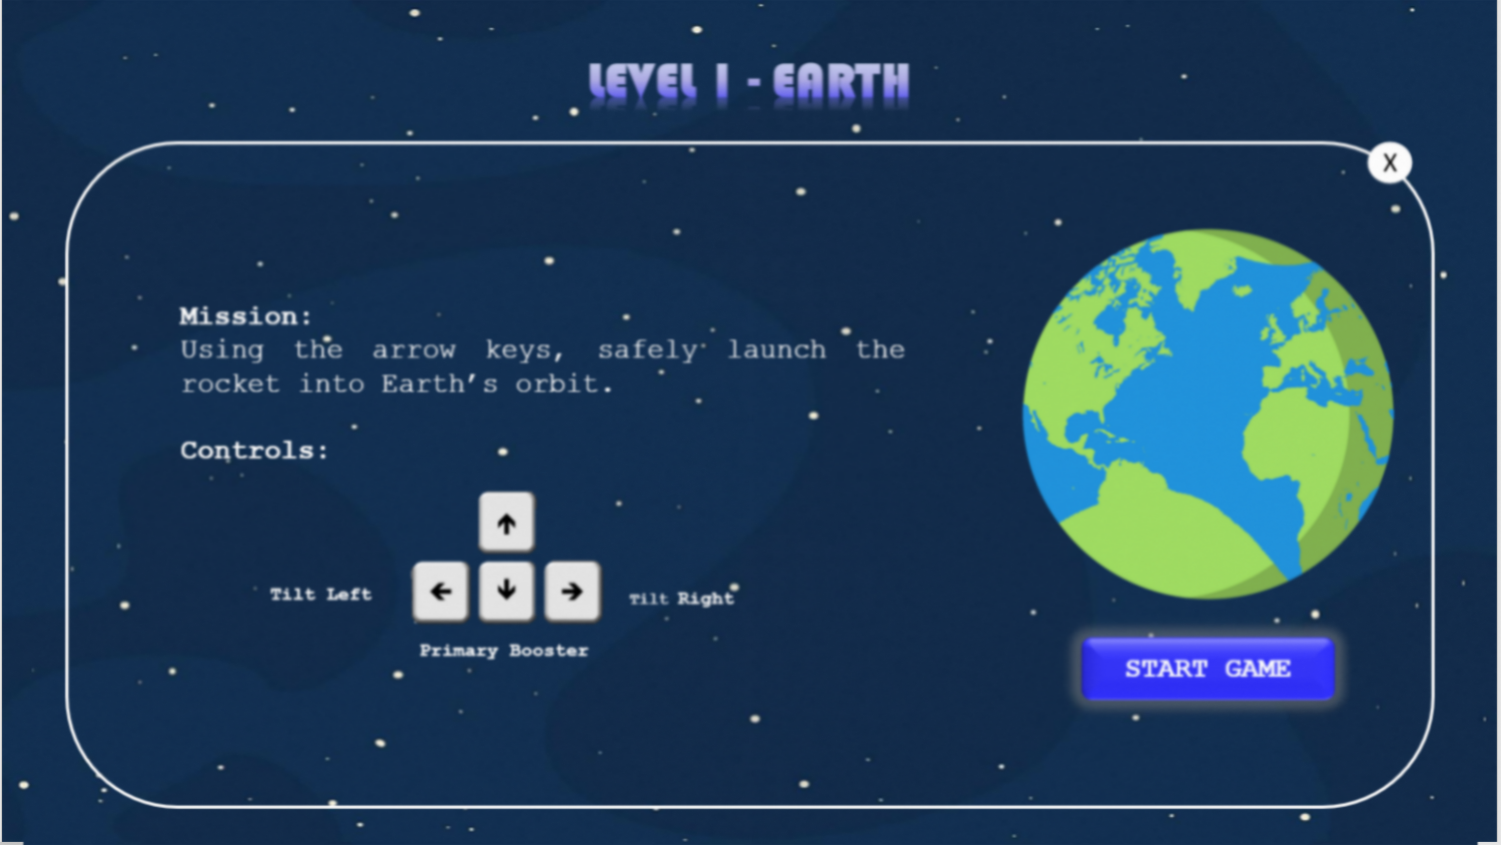 LEVEL 1 - EARTH
X
Mission:
Using the arrow keys, safely launch the
rocket into Earth's orbit.
Controls:
↑
Tilt Left ← ↓ → Tilt Right
Primary Booster
START GAME